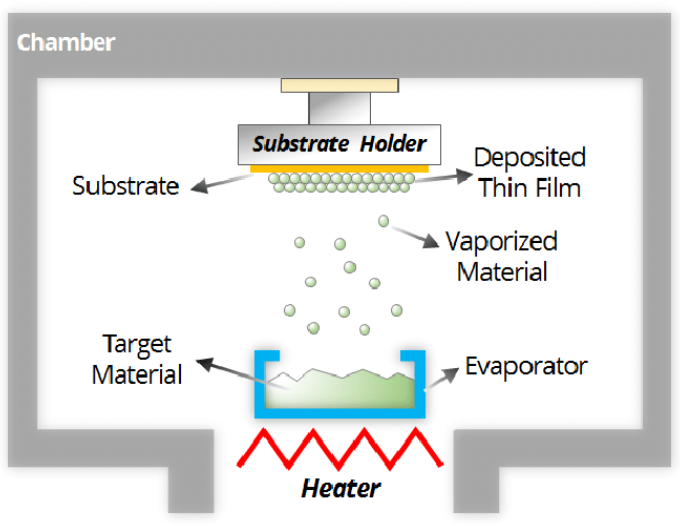 Chamber
Substrate Holder
Substrate
Deposited
Thin Film
Vaporized
Material
Target
Material
Evaporator
Heater